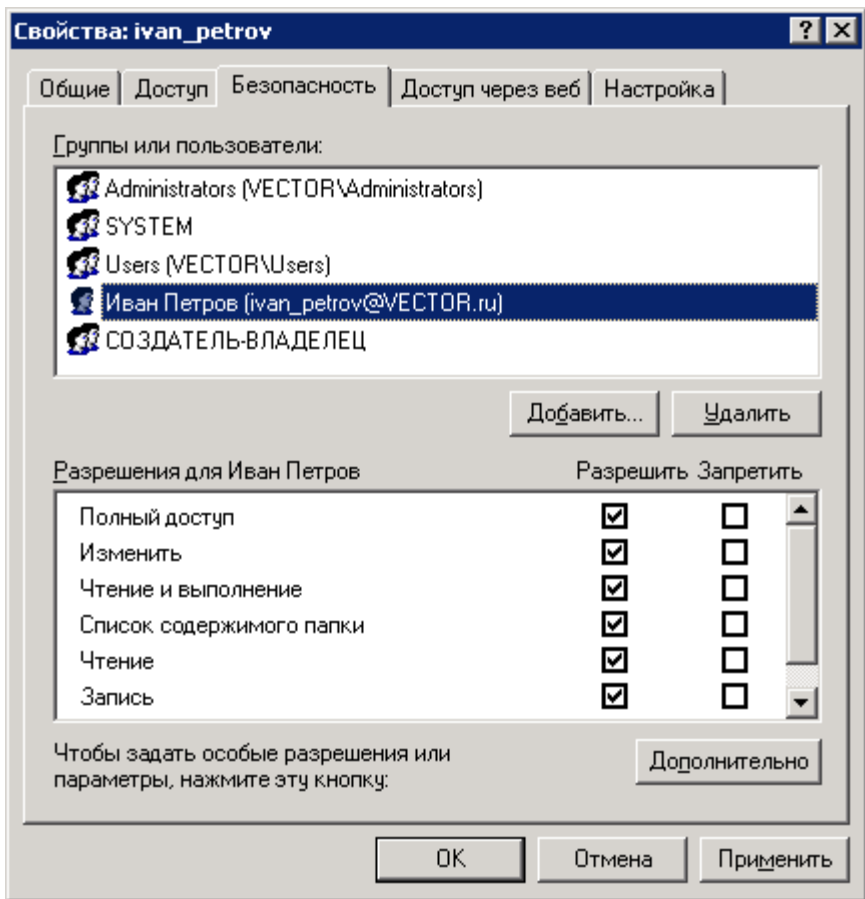 Свойства: ivan_petrov
Общие Доступ Безопасность Доступ через веб Настройка
Группы или пользователи:
Administrators (VECTOR\Administrators)
SYSTEM
Users (VECTOR\Users)
Иван Петров (ivan_petrov@VECTOR.ru)
СОЗДАТЕЛЬ-ВЛАДЕЛЕЦ
Добавить... Удалить
Разрешения для Иван Петров Разрешить Запретить
Полный доступ
Изменить
Чтение и выполнение
Список содержимого папки
Чтение
Запись
Чтобы задать особые разрешения или
параметры, нажмите эту кнопку:
Дополнительно
OK Отмена Применить